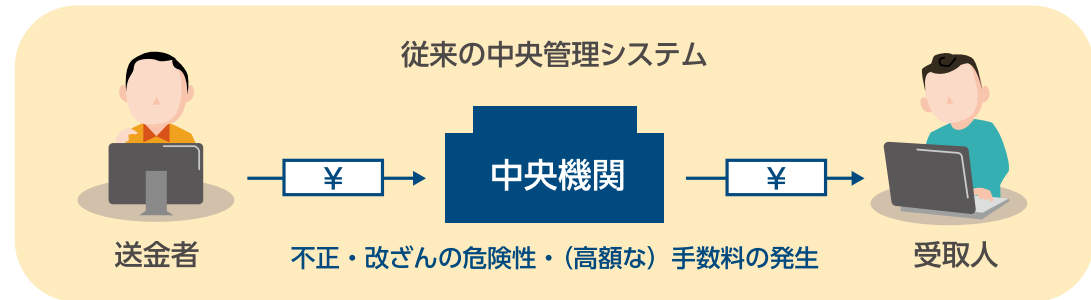 従来の中央管理システム
¥
中央機関
¥
送金者
不正・改ざんの危険性・（高額な）手数料の発生
受取人